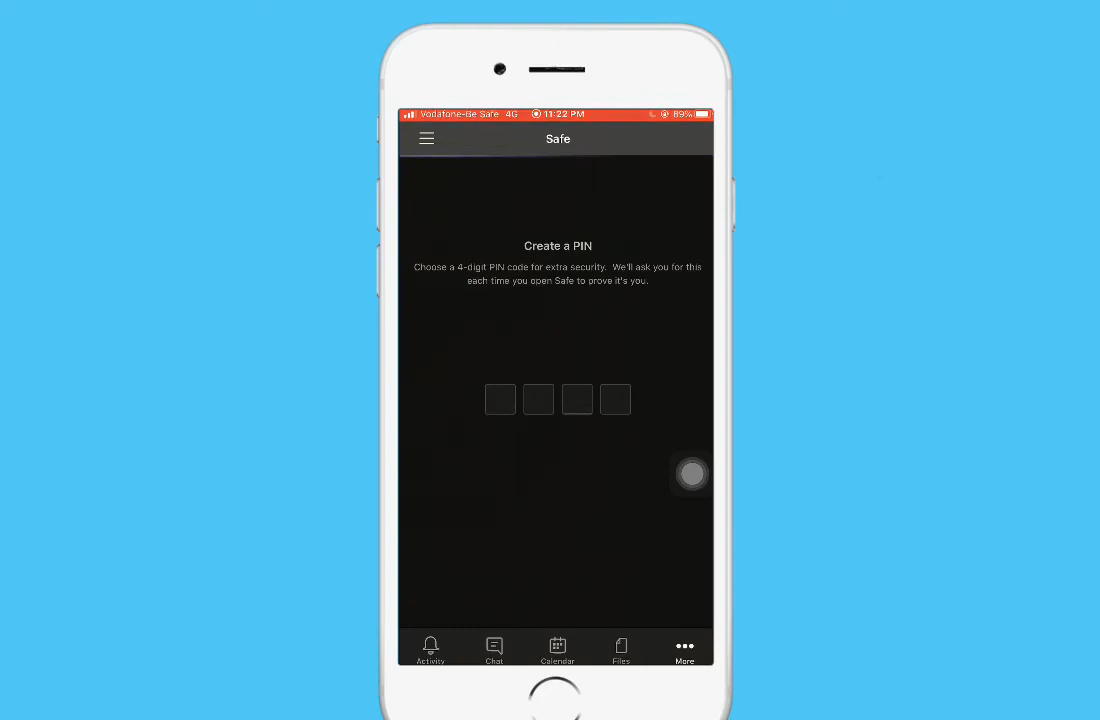 Vodafone-Be Safe 4G 11:22 PM 89%
Safe
Create a PIN
Choose a 4-digit PIN code for extra security. We'll ask you for this
each time you open Safe to prove it's you.
Activity Chat Calendar Files More